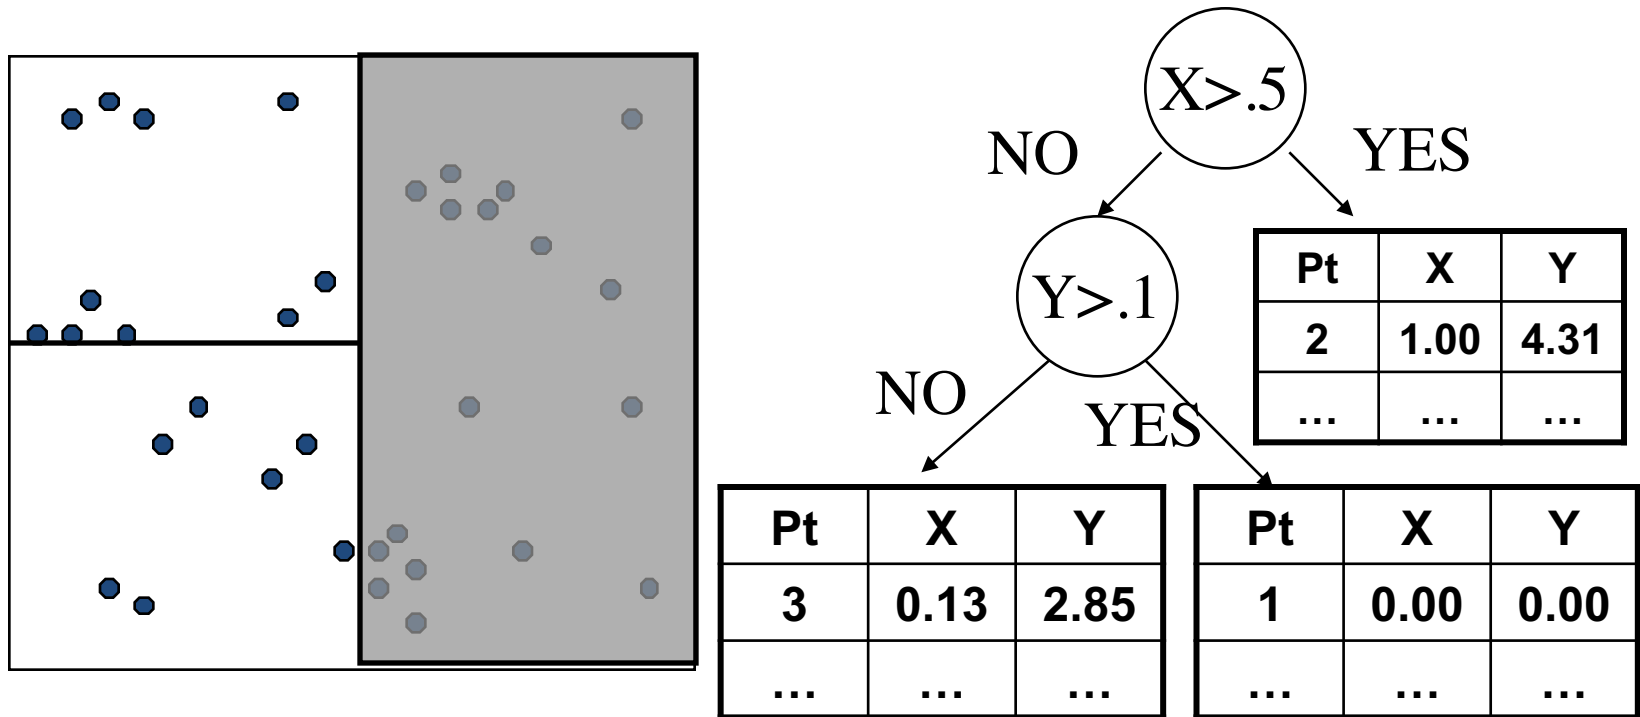 X>.5
NO
YES
Y>.1
Pt X Y
2 1.00 4.31
... ... ...
NO
YES
Pt X Y
3 0.13 2.85
... ... ...
Pt X Y
1 0.00 0.00
... ... ...